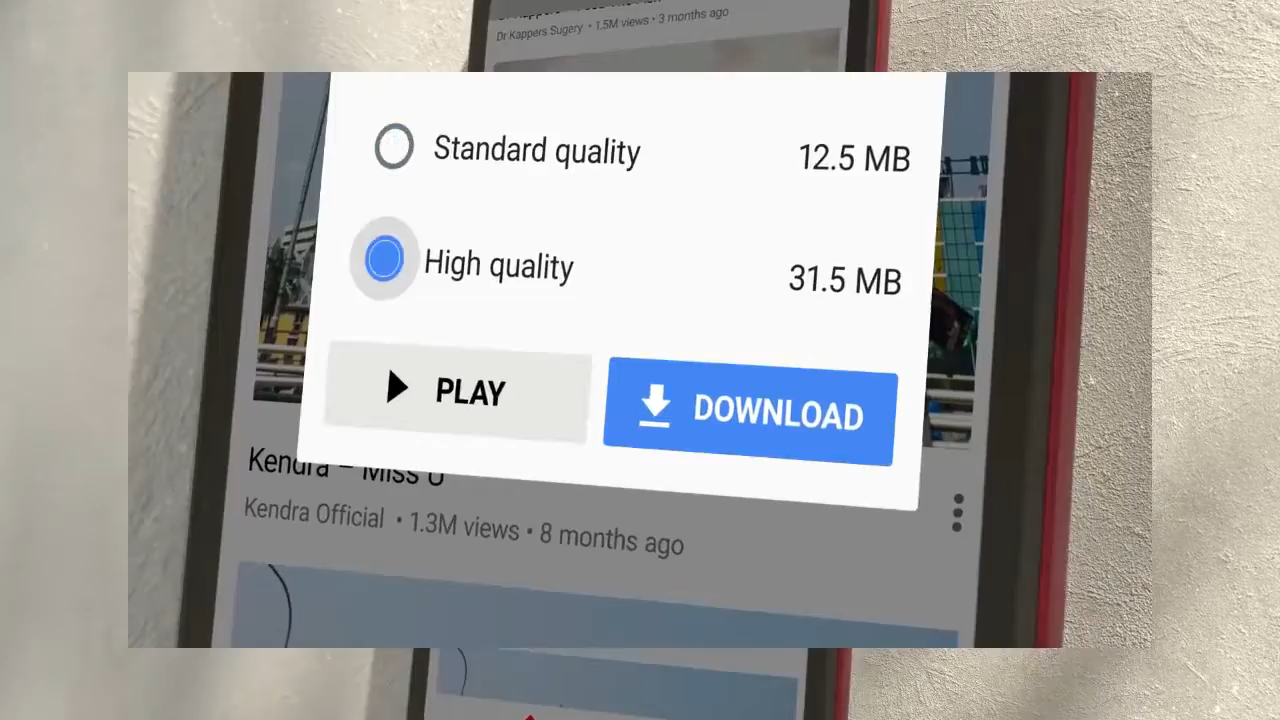 Dr Kappers Sugery • 1.5M views • 3 months ago
Standard quality 12.5 MB
High quality 31.5 MB
PLAY DOWNLOAD
Kendra – Miss U
Kendra Official • 1.3M views • 8 months ago